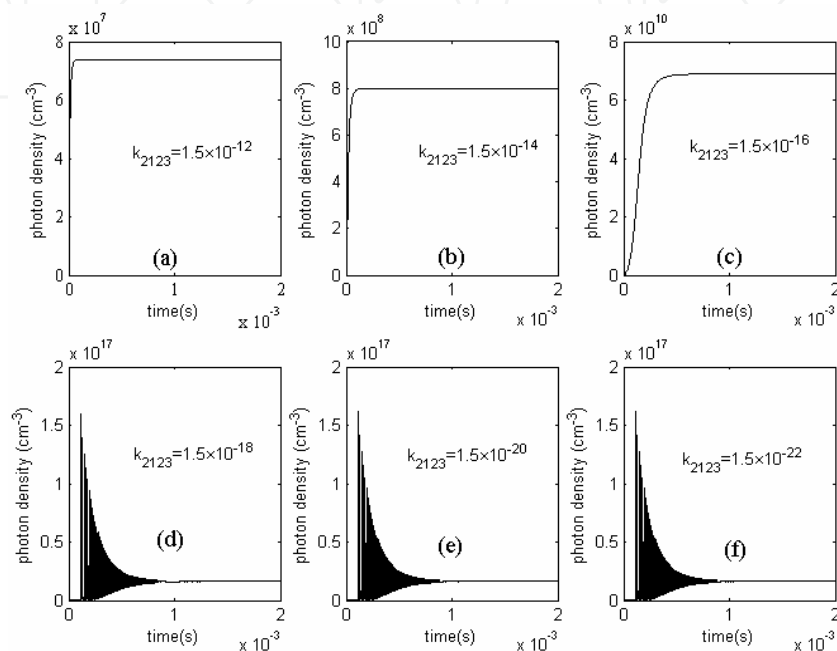 x 10^7
x 10^8
x 10^10
photon density (cm^-3)
8
6
4
2
0
k_2123=1.5×10^-12
(a)
0
1
2
time(s)
x 10^-3
photon density (cm^-3)
10
8
6
4
2
0
k_2123=1.5×10^-14
(b)
0
1
2
time(s)
x 10^-3
photon density (cm^-3)
8
6
4
2
0
k_2123=1.5×10^-16
(c)
0
1
2
time(s)
x 10^-3
x 10^17
x 10^17
x 10^17
photon density (cm^-3)
2
1.5
1
0.5
0
k_2123=1.5×10^-18
(d)
0
1
2
time(s)
x 10^-3
photon density (cm^-3)
2
1.5
1
0.5
0
k_2123=1.5×10^-20
(e)
0
1
2
time(s)
x 10^-3
photon density (cm^-3)
2
1.5
1
0.5
0
k_2123=1.5×10^-22
(f)
0
1
2
time(s)
x 10^-3